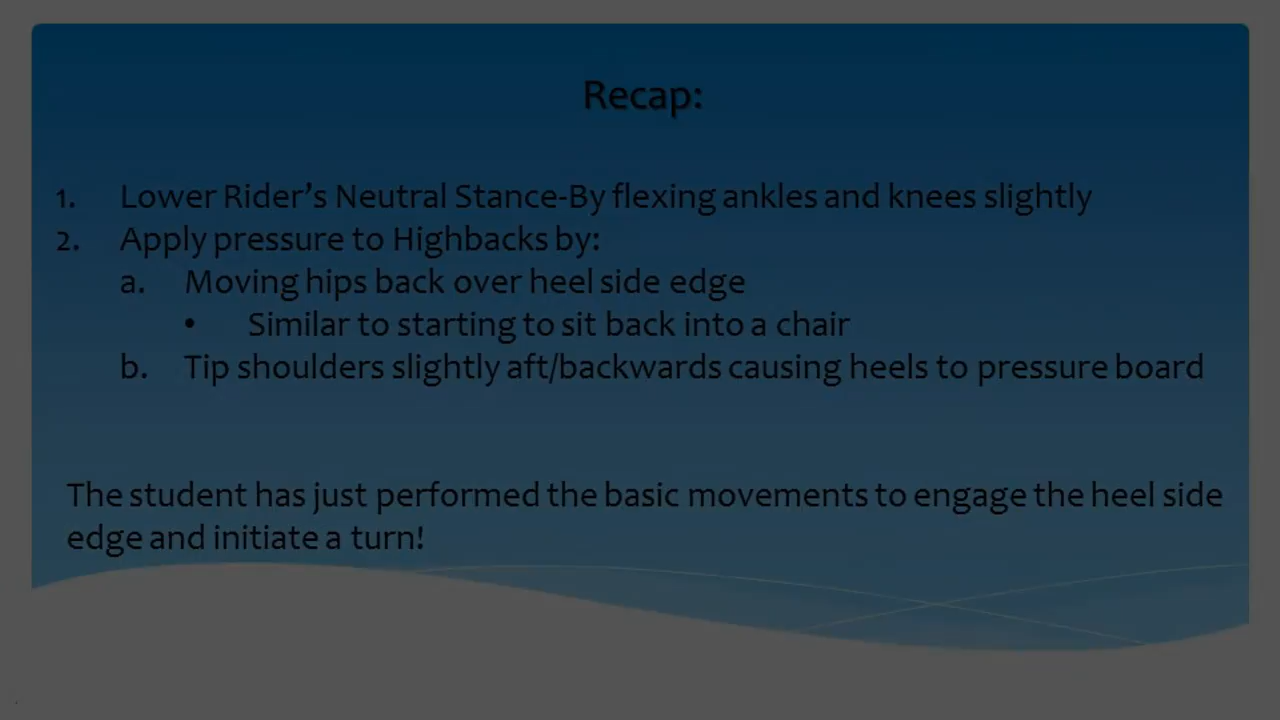 Recap:
1. Lower Rider’s Neutral Stance-By flexing ankles and knees slightly
2. Apply pressure to Highbacks by:
a. Moving hips back over heel side edge
• Similar to starting to sit back into a chair
b. Tip shoulders slightly aft/backwards causing heels to pressure board
The student has just performed the basic movements to engage the heel side
edge and initiate a turn!